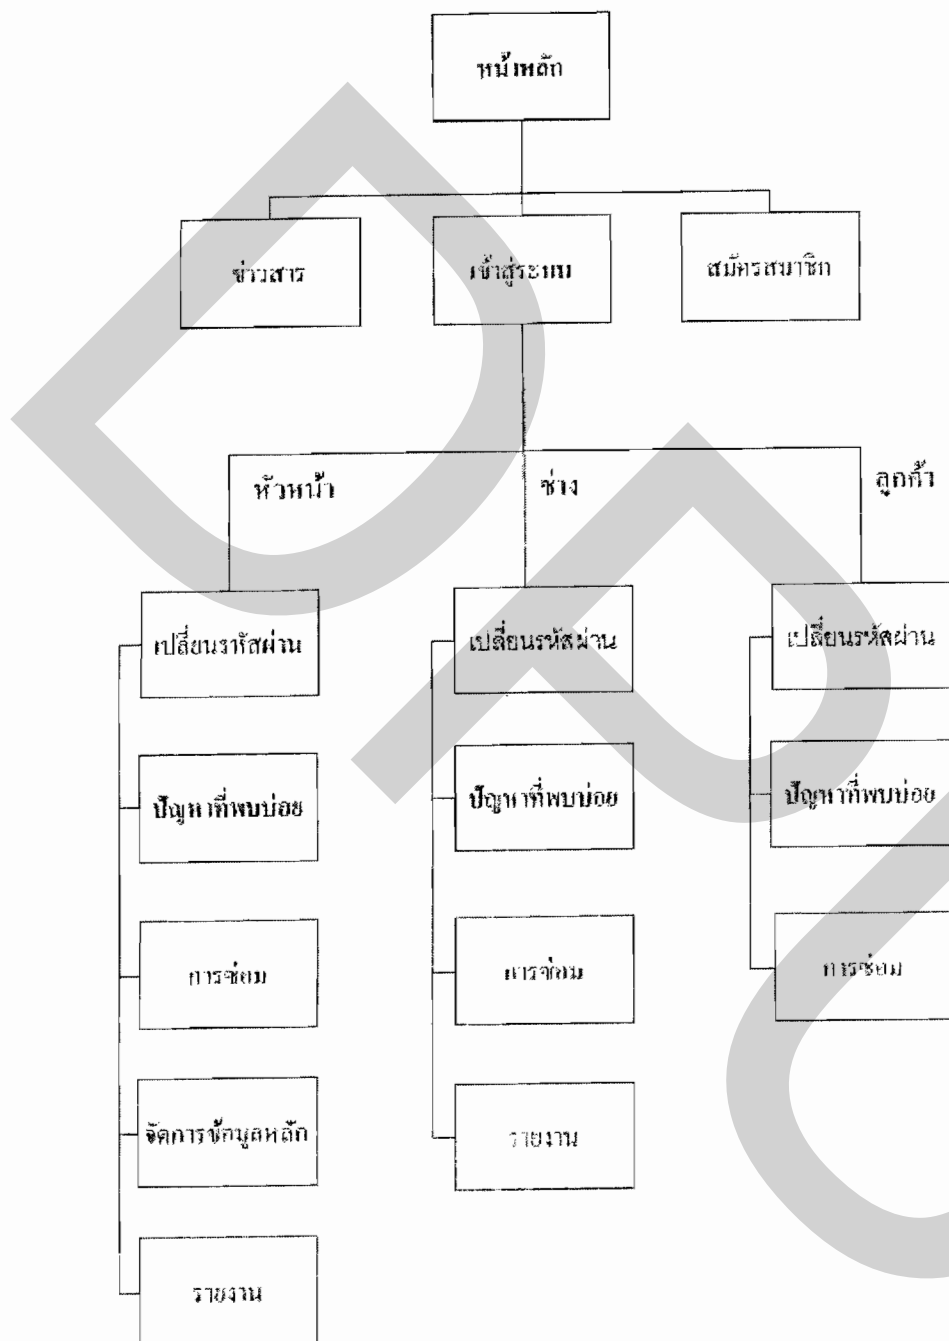 หน้าหลัก
ข่าวสาร
เข้าสู่ระบบ
สมัครสมาชิก
หัวหน้า
ช่าง
ลูกค้า
เปลี่ยนรหัสผ่าน
เปลี่ยนรหัสผ่าน
เปลี่ยนรหัสผ่าน
ปัญหาที่พบบ่อย
ปัญหาที่พบบ่อย
ปัญหาที่พบบ่อย
การซ่อม
การซ่อม
การซ่อม
จัดการข้อมูลหลัก
รายงาน
รายงาน